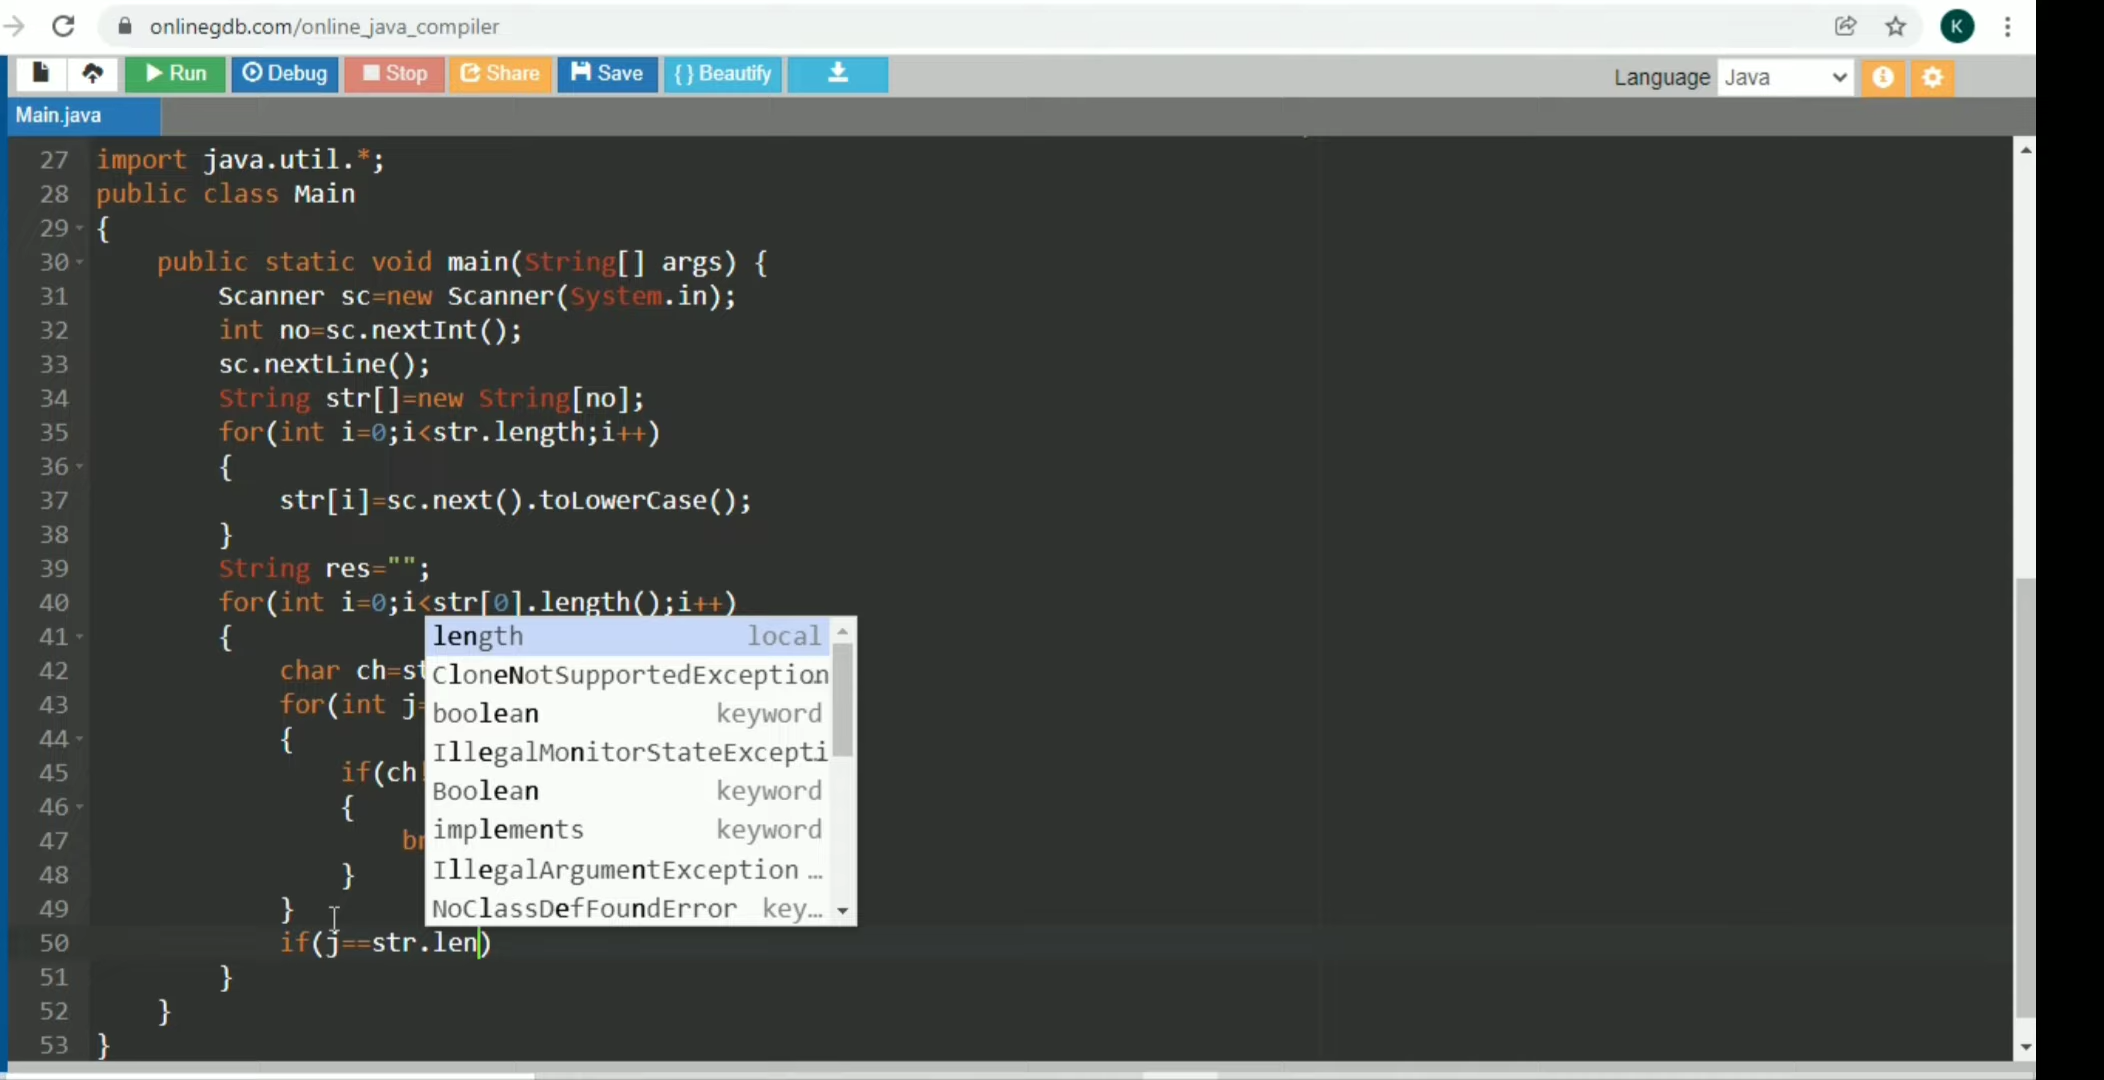 onlinegdb.com/online_java_compiler K
Run Debug Stop Share Save {} Beautify Language Java
Main.java
27 import java.util.*;
28 public class Main
29 {
30 public static void main(String[] args) {
31 Scanner sc=new Scanner(System.in);
32 int no=sc.nextInt();
33 sc.nextLine();
34 String str[]=new String[no];
35 for(int i=0;i<str.length;i++)
36 {
37 str[i]=sc.next().toLowerCase();
38 }
39 String res="";
40 for(int i=0;i<str[0].length();i++)
41 {
length local
42 char ch=st
CloneNotSupportedException
43 for(int j=
boolean keyword
44 {
IllegalMonitorStateExcepti
45 if(ch!
Boolean keyword
46 {
implements keyword
47 br
48 }
IllegalArgumentException …
49 }
NoClassDefFoundError key…
50 if(j==str.len)
51 }
52 }
53 }